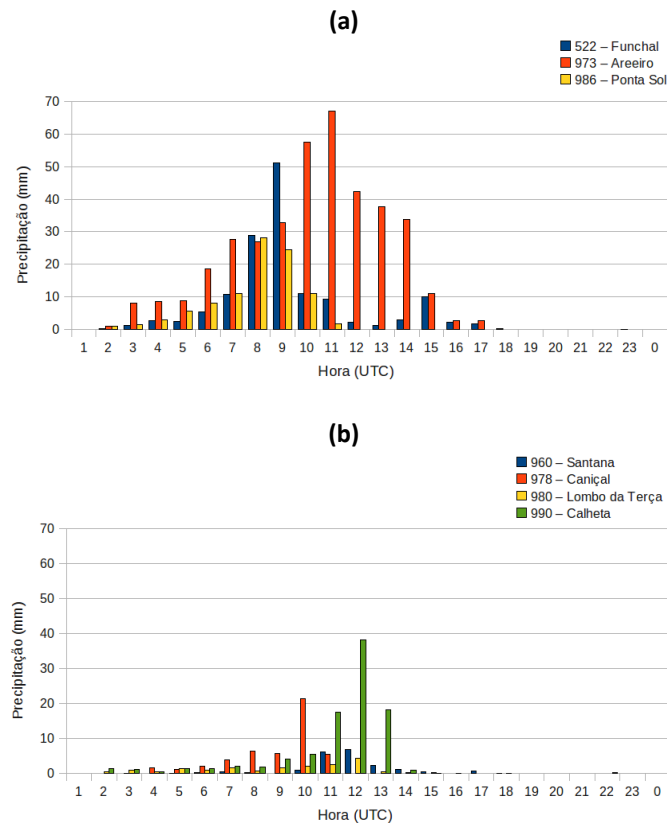 (a)
522 – Funchal
973 – Areeiro
986 – Ponta Sol
70
60
50
40
30
20
10
0
Precipitação (mm)
1 2 3 4 5 6 7 8 9 10 11 12 13 14 15 16 17 18 19 20 21 22 23 0
Hora (UTC)
(b)
960 – Santana
978 – Caniçal
980 – Lombo da Terça
990 – Calheta
70
60
50
40
30
20
10
0
Precipitação (mm)
1 2 3 4 5 6 7 8 9 10 11 12 13 14 15 16 17 18 19 20 21 22 23 0
Hora (UTC)